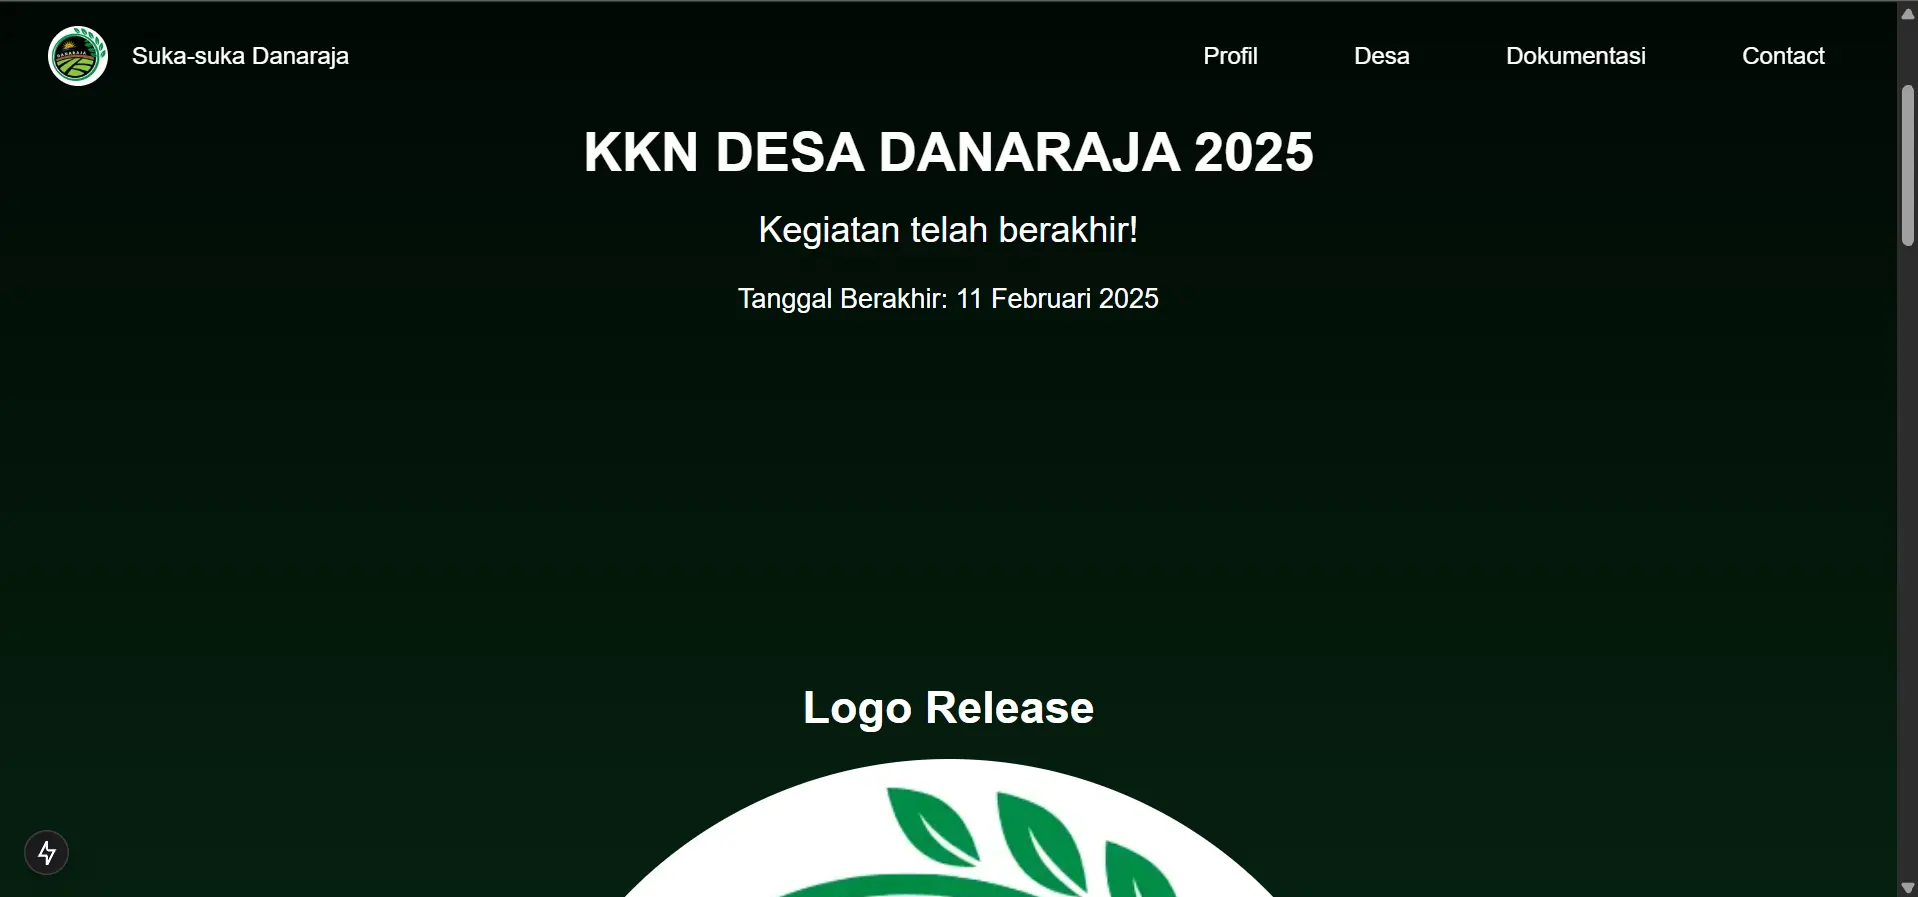 Suka-suka Danaraja
Profil
Desa
Dokumentasi
Contact
KKN DESA DANARAJA 2025
Kegiatan telah berakhir!
Tanggal Berakhir: 11 Februari 2025
Logo Release
DANARAJA